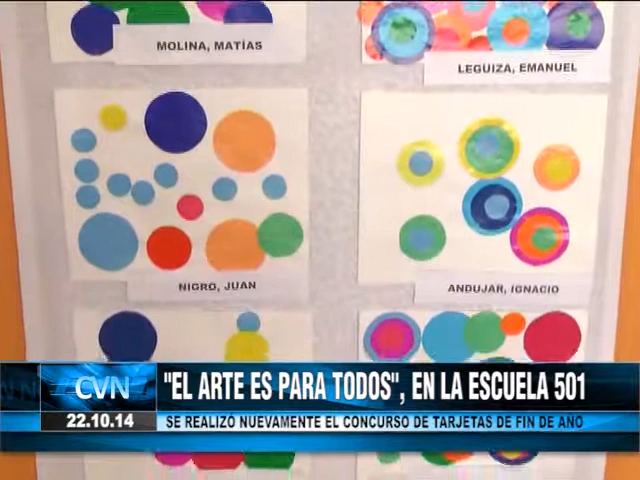 MOLINA, MATÍAS
LEGUIZA, EMANUEL
NIGRO, JUAN
ANDUJAR, IGNACIO
CVN
"EL ARTE ES PARA TODOS", EN LA ESCUELA 501
22.10.14
SE REALIZÓ NUEVAMENTE EL CONCURSO DE TARJETAS DE FIN DE AÑO